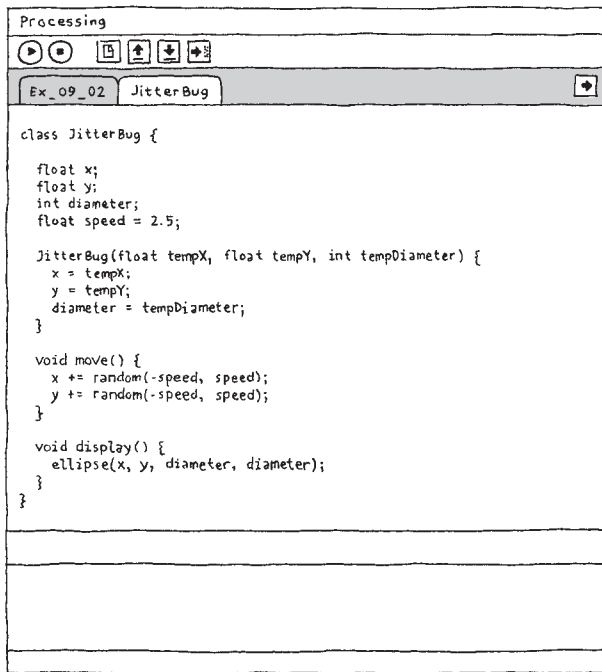 Processing
Ex_09_02 JitterBug
class JitterBug {
float x;
float y;
int diameter;
float speed = 2.5;
JitterBug(float tempX, float tempY, int tempDiameter) {
x = tempX;
y = tempY;
diameter = tempDiameter;
}
void move() {
x += random(-speed, speed);
y += random(-speed, speed);
}
void display() {
ellipse(x, y, diameter, diameter);
}
}